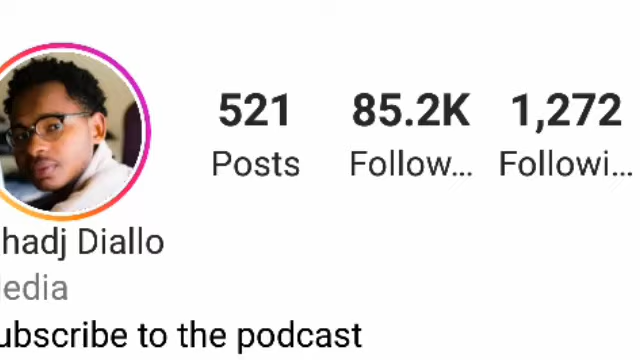 521 85.2K 1,272
Posts Follow... Followi...
hadj Diallo
edia
ubscribe to the podcast